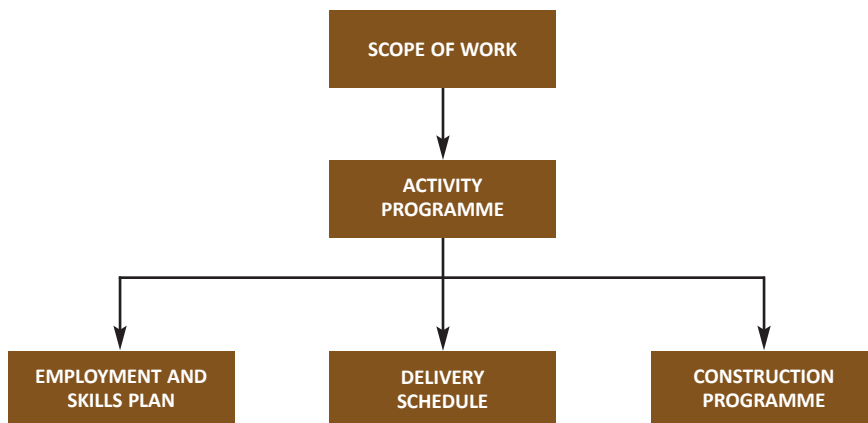 SCOPE OF WORK
ACTIVITY
PROGRAMME
EMPLOYMENT AND
SKILLS PLAN
DELIVERY
SCHEDULE
CONSTRUCTION
PROGRAMME